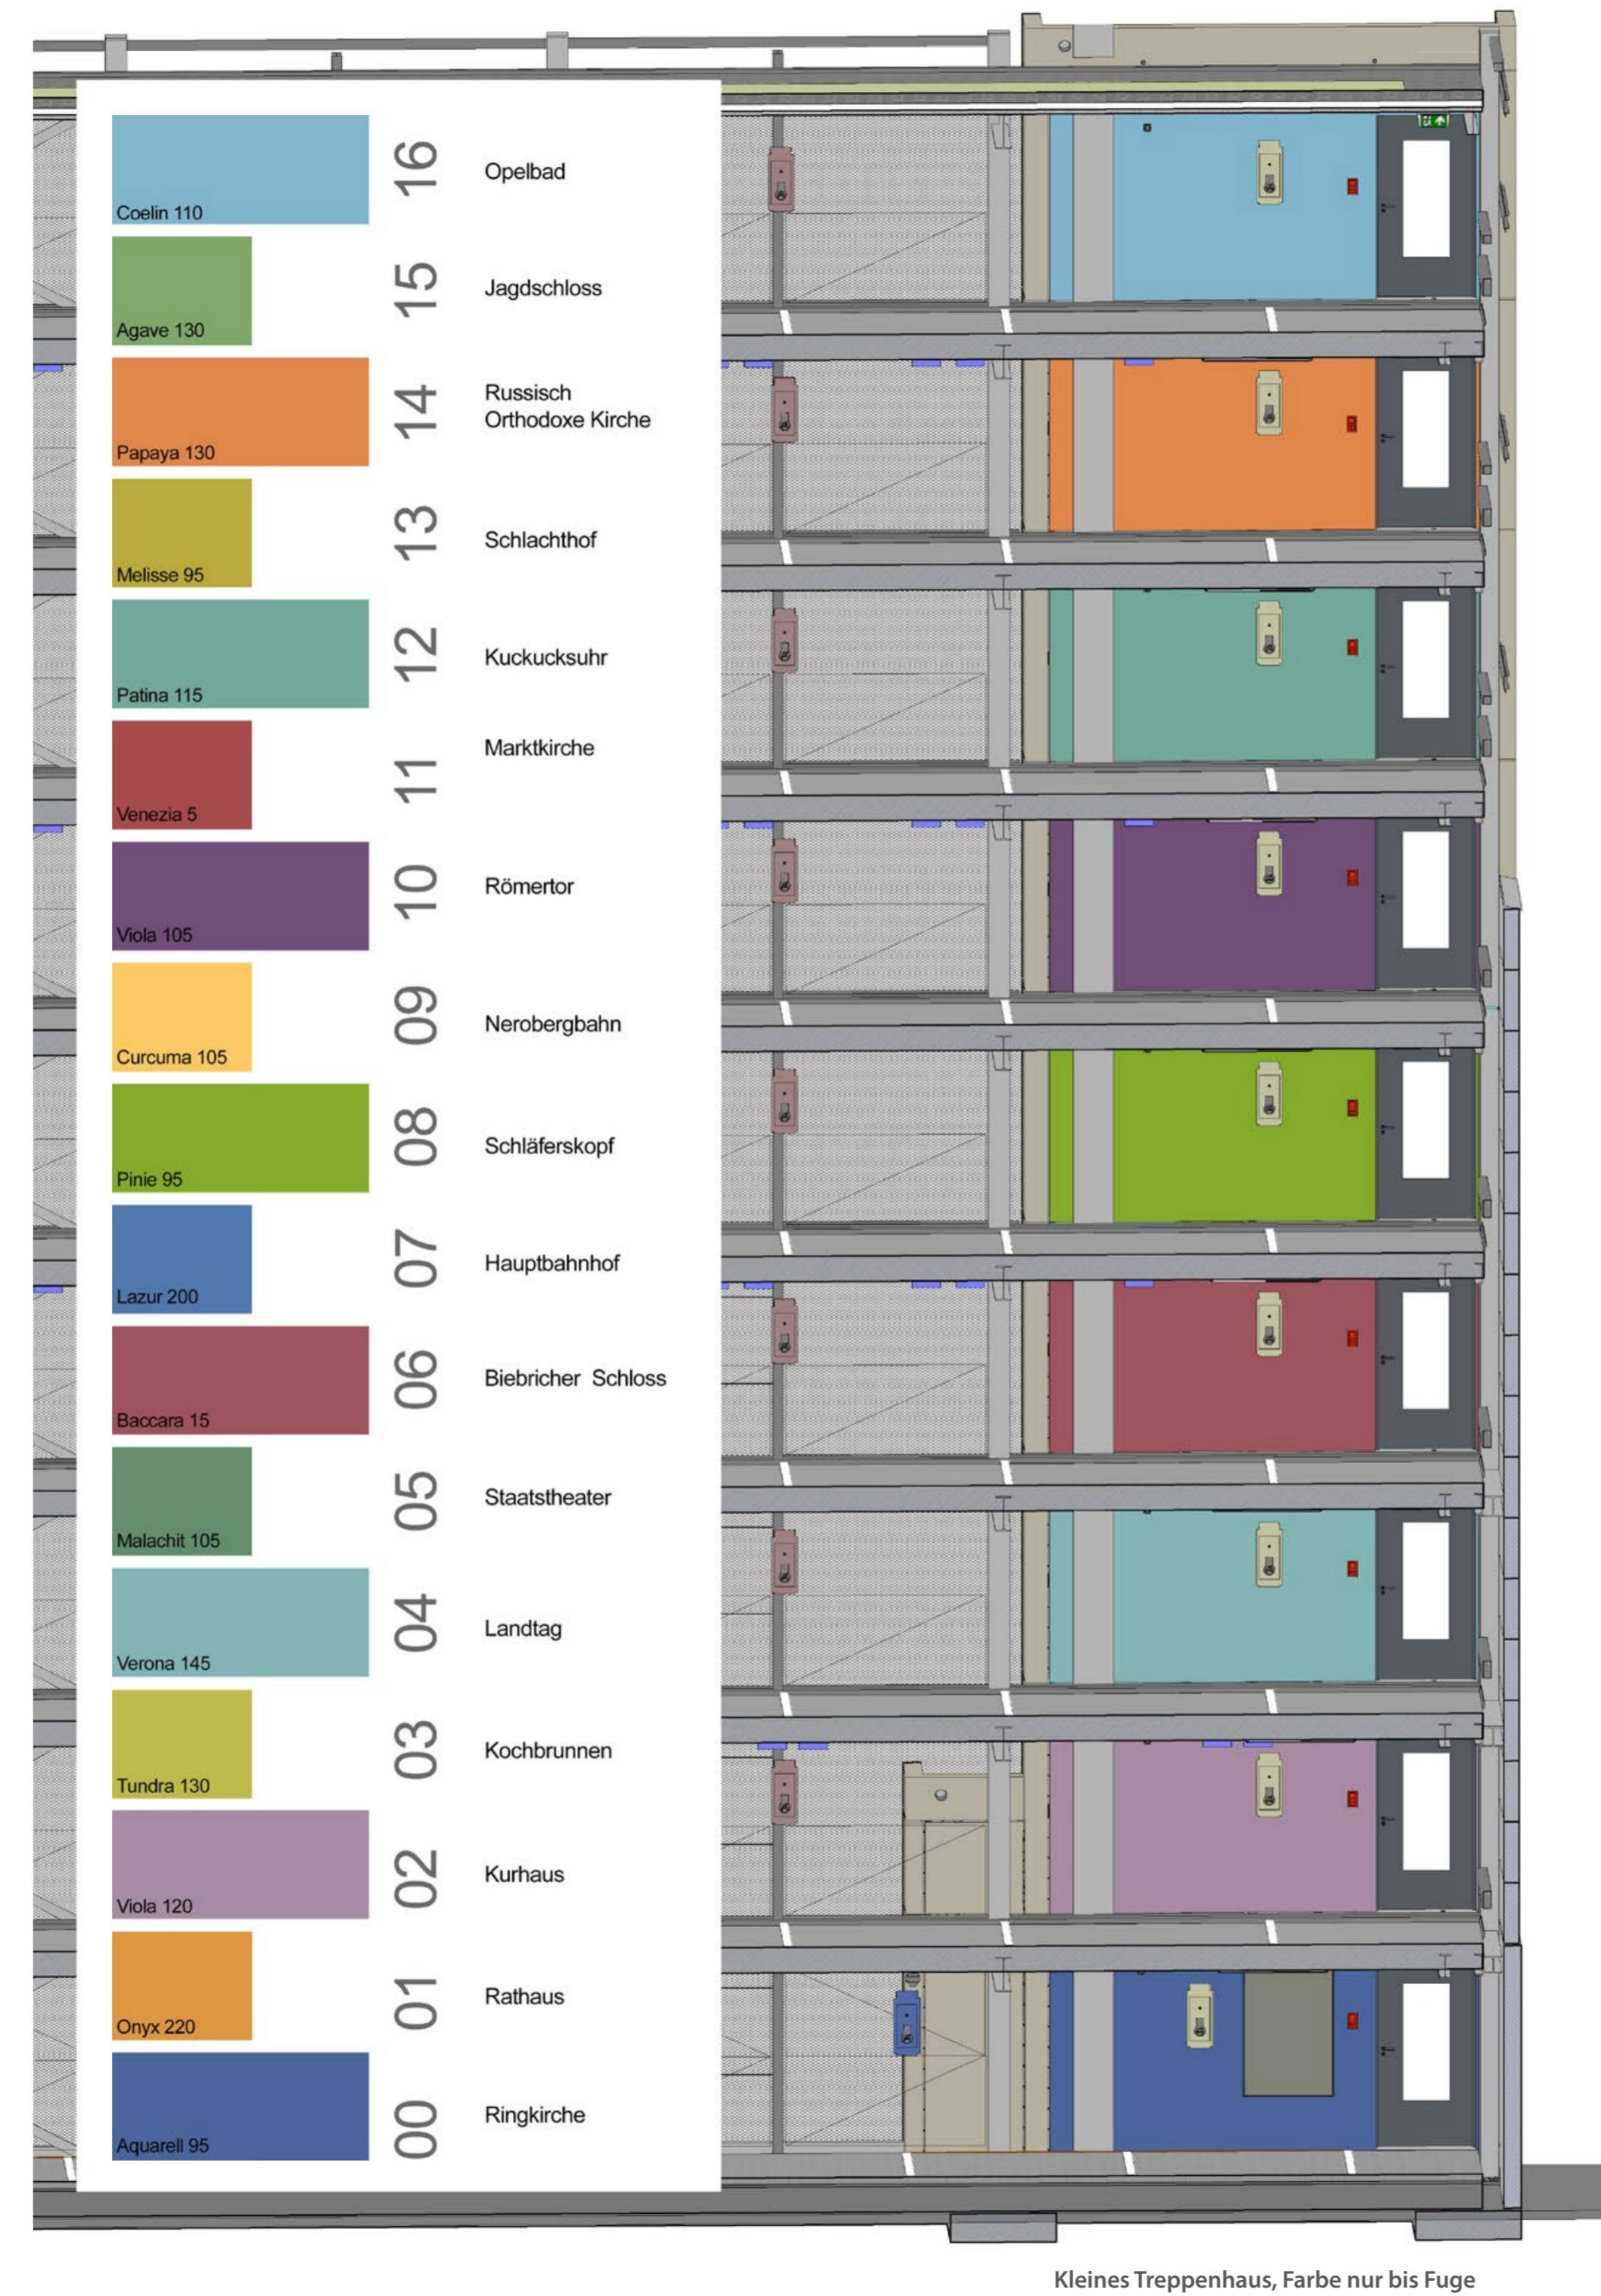 16
Opelbad
Coelin 110
15
Jagdschloss
Agave 130
14
Russisch
Orthodoxe Kirche
Papaya 130
13
Schlachthof
Melisse 95
12
Kuckucksuhr
Patina 115
11
Marktkirche
Venezia 5
10
Römertor
Viola 105
09
Nerobergbahn
Curcuma 105
08
Schläferskopf
Pinie 95
07
Hauptbahnhof
Lazur 200
06
Biebricher Schloss
Baccara 15
05
Staatstheater
Malachit 105
04
Landtag
Verona 145
03
Kochbrunnen
Tundra 130
02
Kurhaus
Viola 120
01
Rathaus
Onyx 220
00
Ringkirche
Aquarell 95
Kleines Treppenhaus, Farbe nur bis Fuge